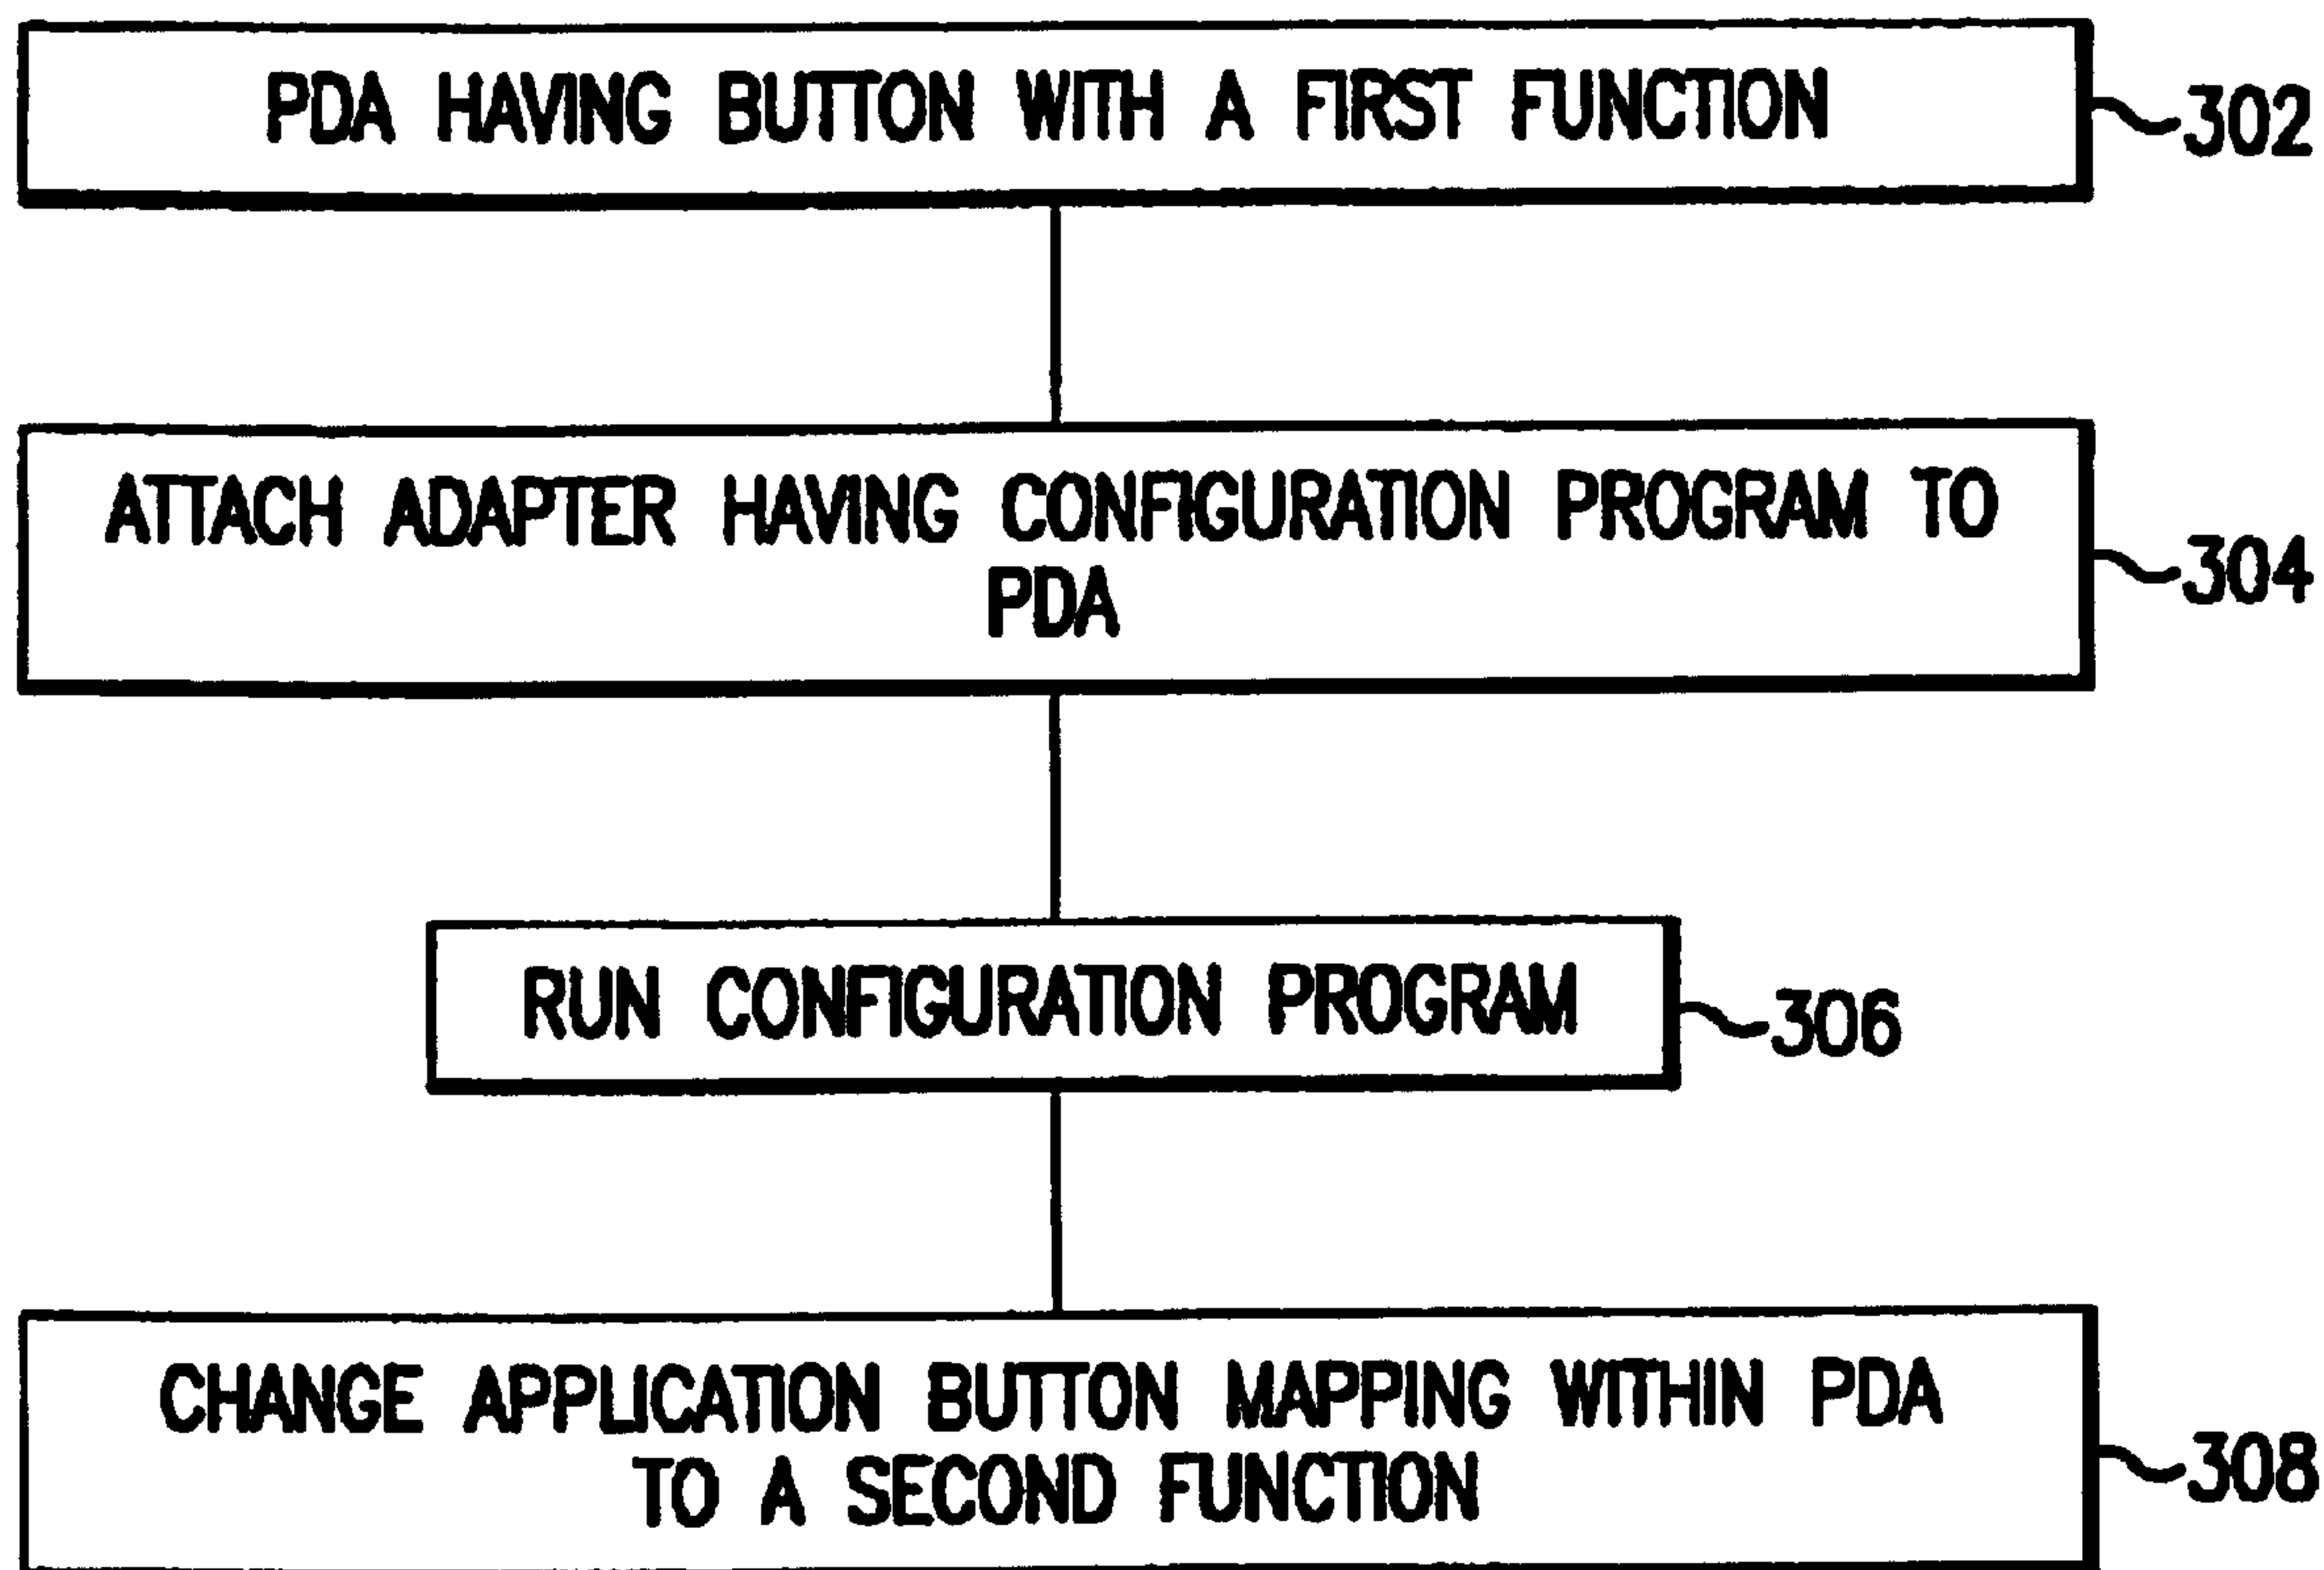 PDA HAVING BUTTON WITH A FIRST FUNCTION
302
ATTACH ADAPTER HAVING CONFIGURATION PROGRAM TO
PDA
304
RUN CONFIGURATION PROGRAM
306
CHANGE APPLICATION BUTTON MAPPING WITHIN PDA
TO A SECOND FUNCTION
308